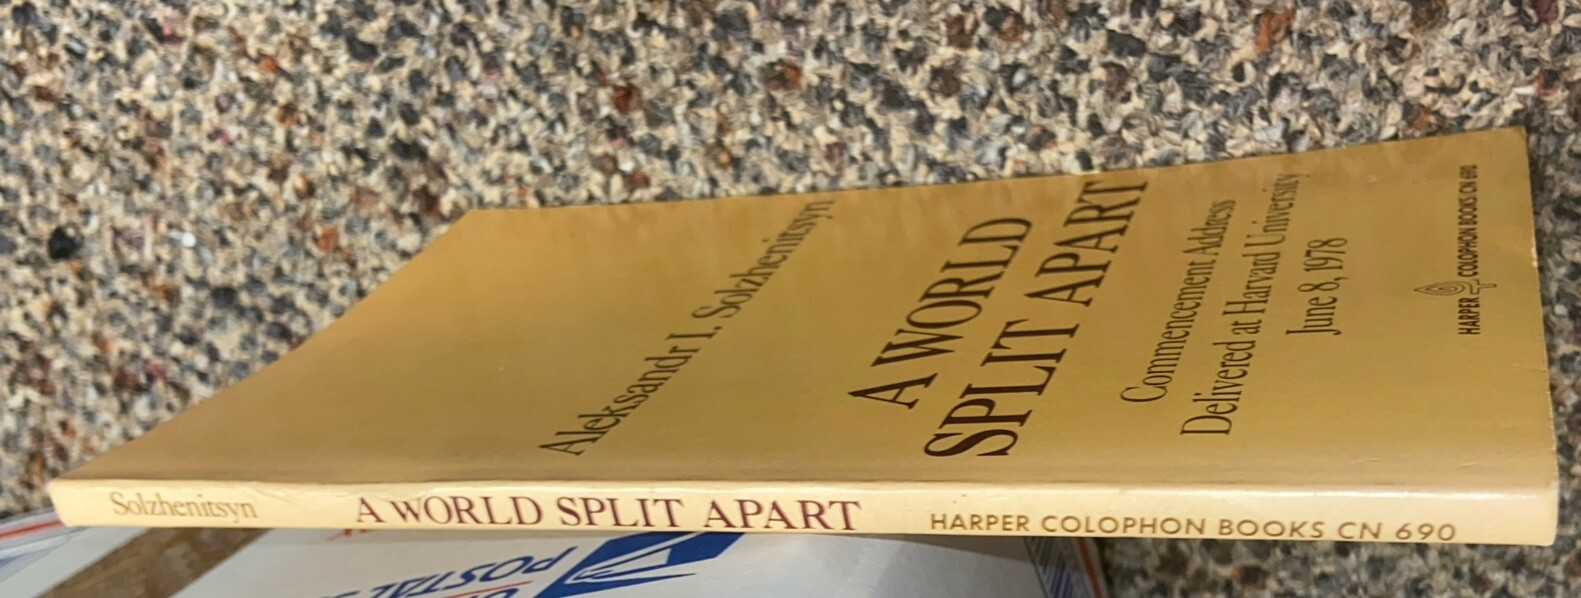 Aleksandr I. Solzhenitsyn
A WORLD
SPLIT APART
Commencement Address
Delivered at Harvard University
June 8, 1978
HARPER COLOPHON BOOKS CN 690
Solzhenitsyn A WORLD SPLIT APART HARPER COLOPHON BOOKS CN 690
POSTAL